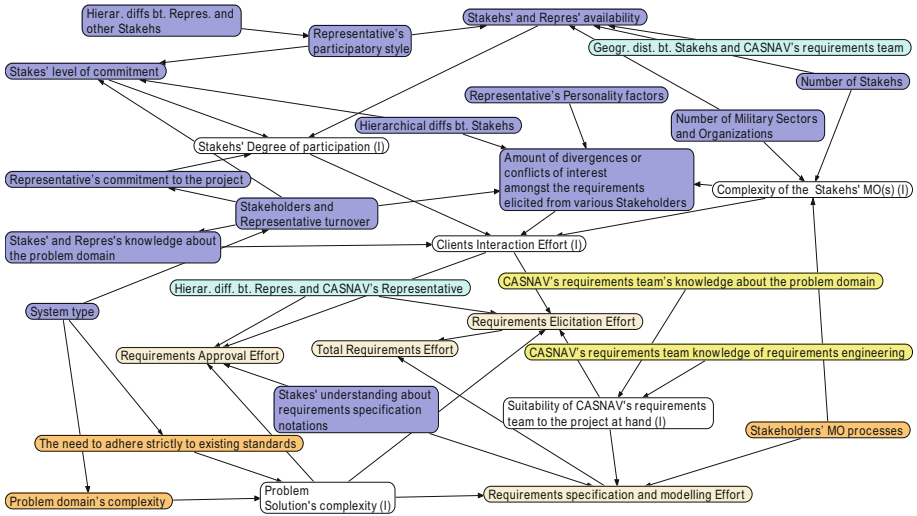 Hierar. diffs bt. Repres. and
other Stakehs
Representative's
participatory style
Stakehs' and Repres' availability
Geogr. dist. bt. Stakehs and CASNAV's requirements team
Stakes' level of commitment
Number of Stakehs
Representative's Personality factors
Hierarchical diffs bt. Stakehs
Number of Military Sectors
and Organizations
Stakehs' Degree of participation (I)
Amount of divergences or
conflicts of interest
amongst the requirements
elicited from various Stakeholders
Representative's commitment to the project
Complexity of the Stakehs' MO(s) (I)
Stakeholders and
Representative turnover
Stakes' and Repres's knowledge about
the problem domain
Clients Interaction Effort (I)
Hierar. diff. bt. Repres. and CASNAV's Representative
CASNAV's requirements team's knowledge about the problem domain
System type
Requirements Elicitation Effort
Requirements Approval Effort
Total Requirements Effort
CASNAV's requirements team knowledge of requirements engineering
Stakes' understanding about
requirements specification
notations
Suitability of CASNAV's requirements
team to the project at hand (I)
The need to adhere strictly to existing standards
Stakeholders' MO processes
Problem domain's complexity
Problem
Solution's complexity (I)
Requirements specification and modelling Effort